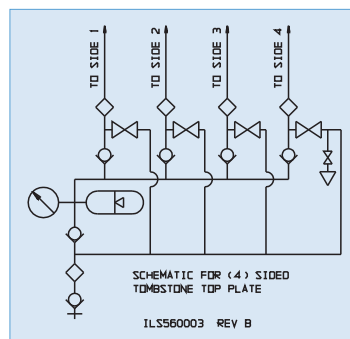 TO SIDE 1
TO SIDE 2
TO SIDE 3
TO SIDE 4
SCHEMATIC FOR (4) SIDED
TOMBSTONE TOP PLATE
ILS560003 REV B